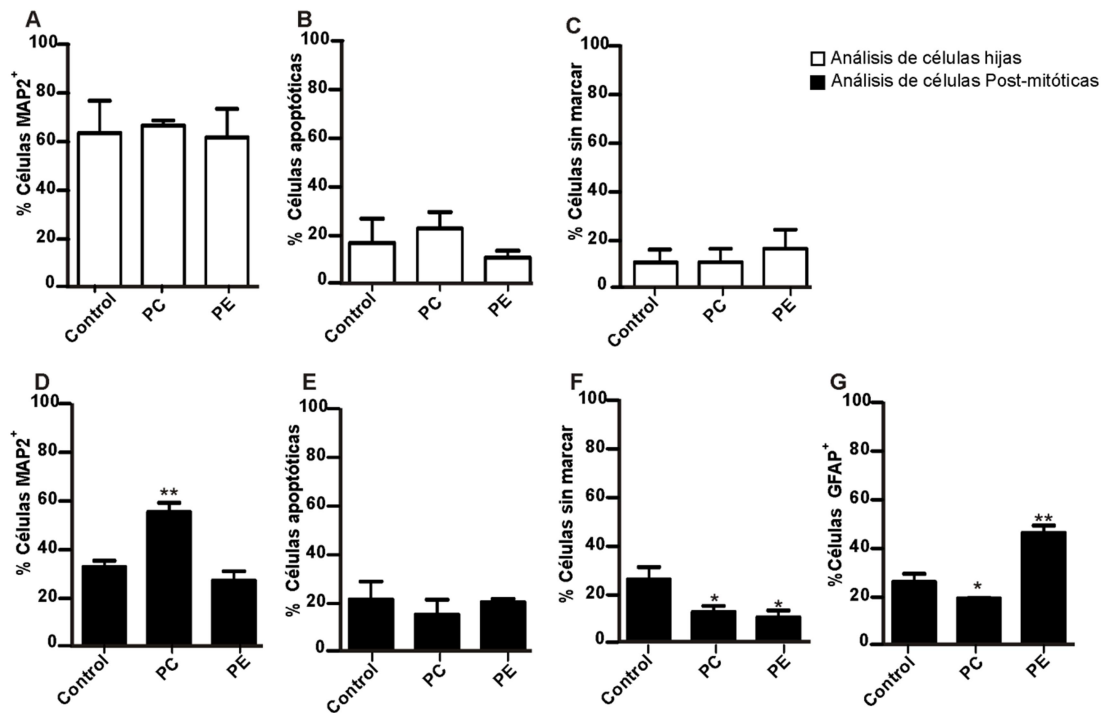 A
% Células MAP2+
100
80
60
40
20
0
Control
PC
PE
B
% Células apoptóticas
100
80
60
40
20
0
Control
PC
PE
C
% Células sin marcar
100
80
60
40
20
0
Control
PC
PE
Análisis de células hijas
Análisis de células Post-mitóticas
D
% Células MAP2+
100
80
60
40
20
0
**
Control
PC
PE
E
% Células apoptóticas
100
80
60
40
20
0
Control
PC
PE
F
% Células sin marcar
100
80
60
40
20
0
*
*
Control
PC
PE
G
%Células GFAP+
100
80
60
40
20
0
*
**
Control
PC
PE